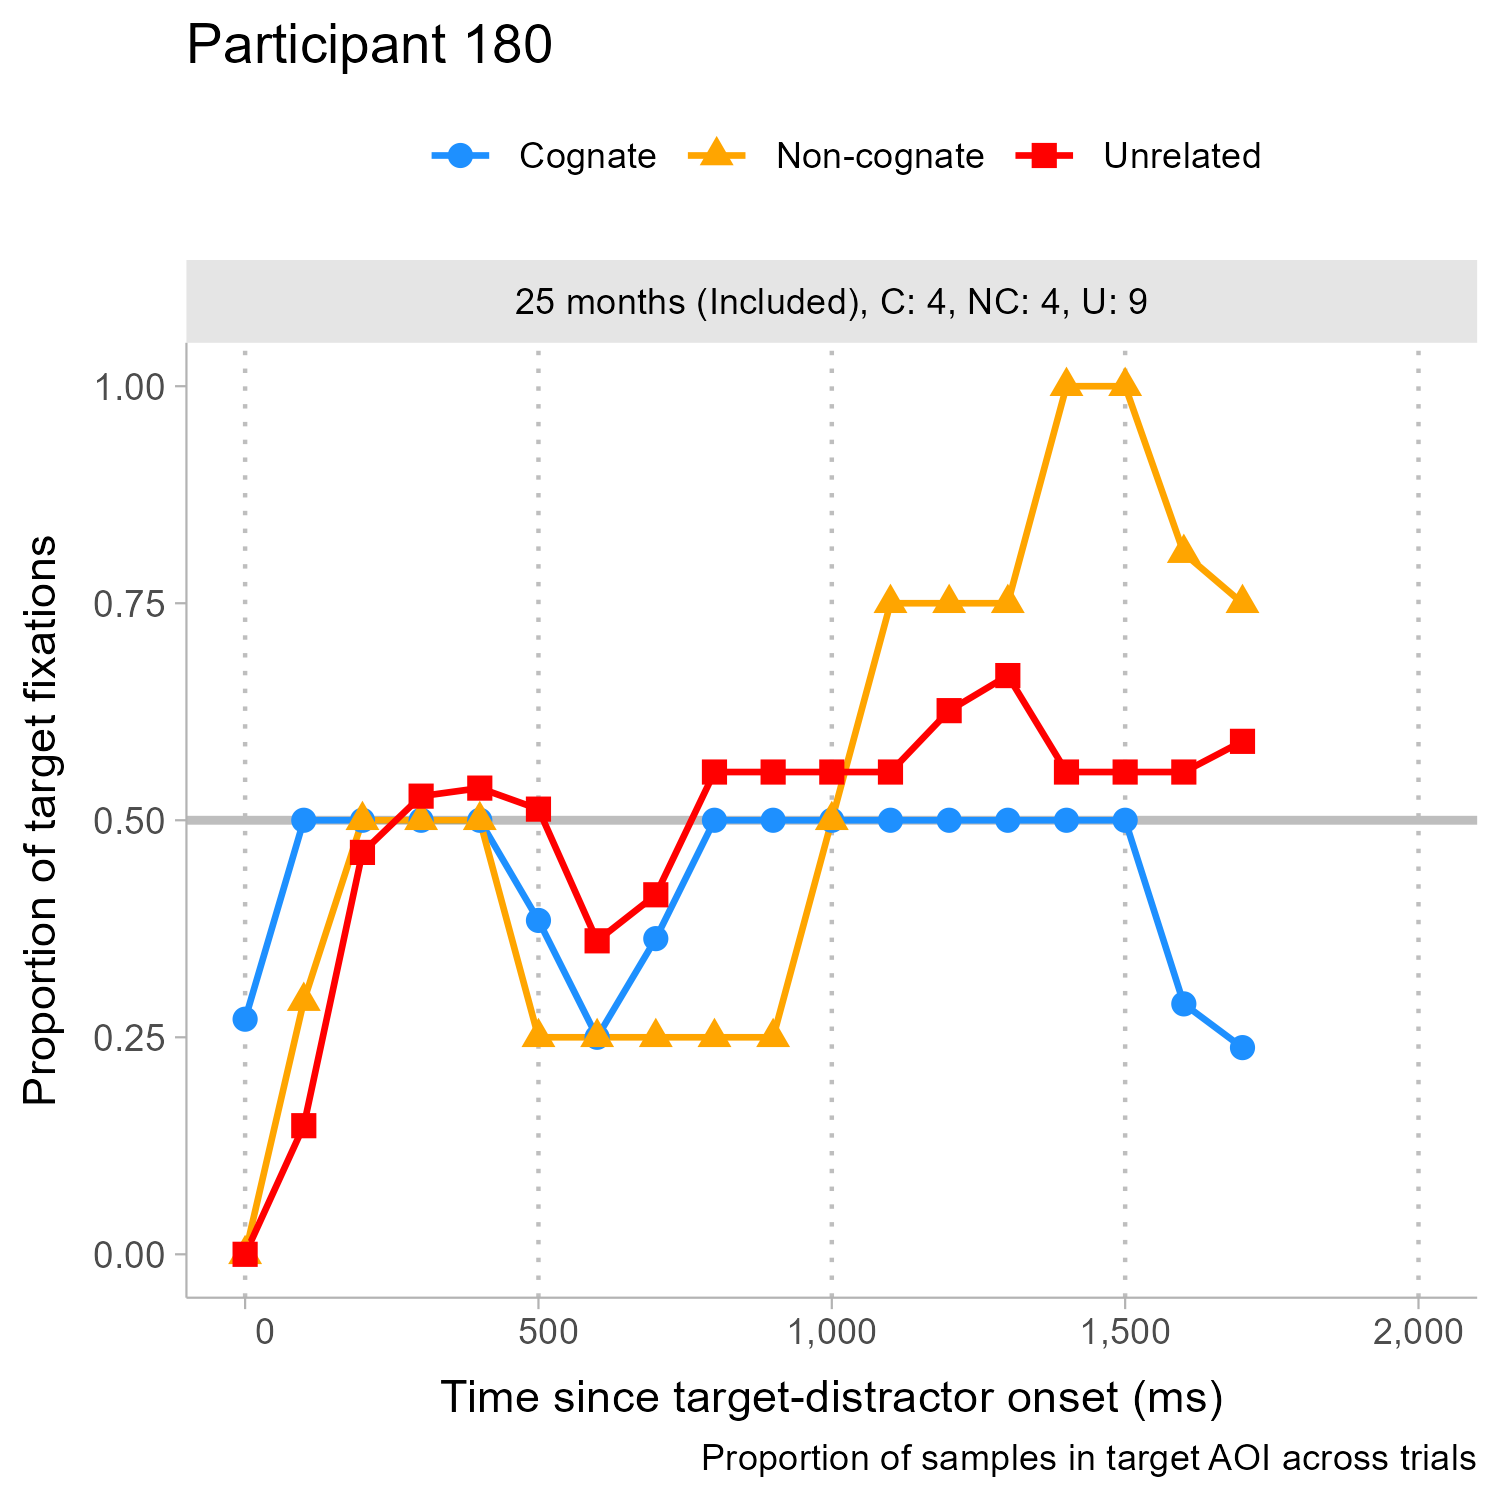 Participant 180
Cognate Non-cognate Unrelated
25 months (Included), C: 4, NC: 4, U: 9
1.00
0.75
0.50
0.25
0.00
Proportion of target fixations
0 500 1,000 1,500 2,000
Time since target-distractor onset (ms)
Proportion of samples in target AOI across trials